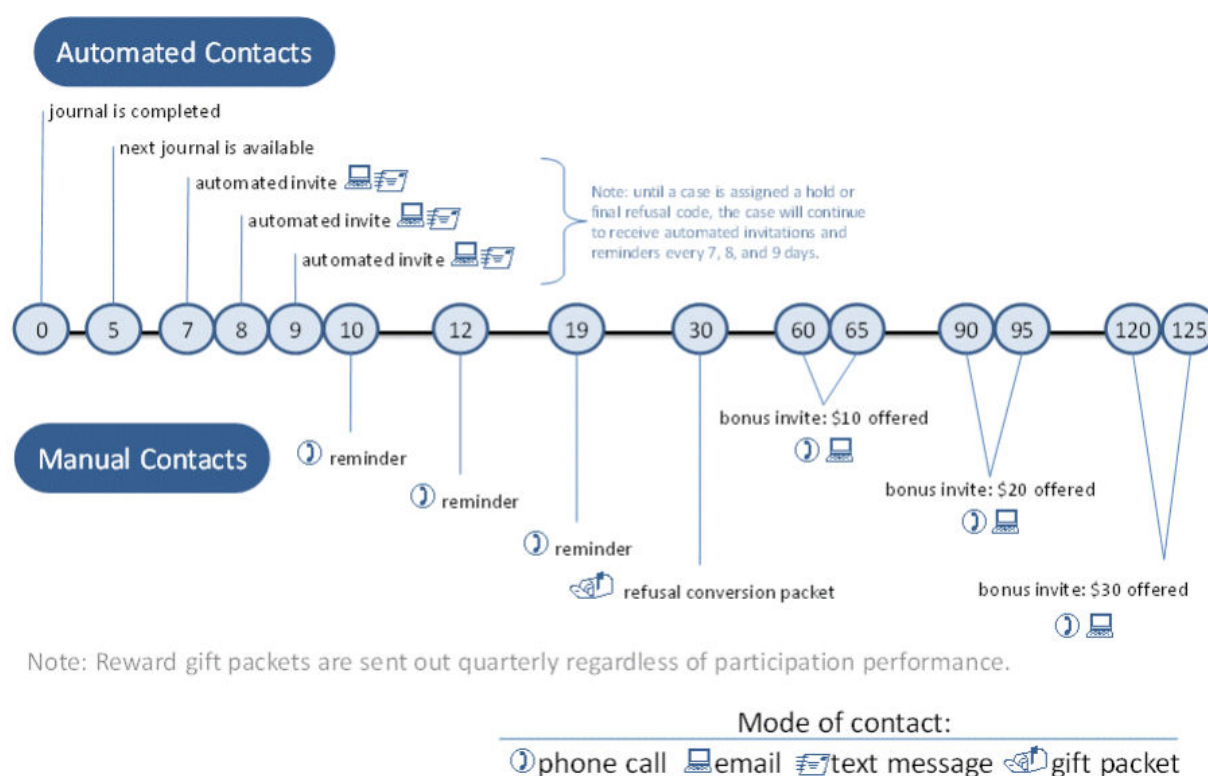 Automated Contacts
journal is completed
next journal is available
automated invite
automated invite
automated invite
Note: until a case is assigned a hold or
final refusal code, the case will continue
to receive automated invitations and
reminders every 7, 8, and 9 days.
0 5 7 8 9 10 12 19 30 60 65 90 95 120 125
Manual Contacts
reminder
reminder
reminder
refusal conversion packet
bonus invite: $10 offered
bonus invite: $20 offered
bonus invite: $30 offered
Note: Reward gift packets are sent out quarterly regardless of participation performance.
Mode of contact:
phone call email text message gift packet